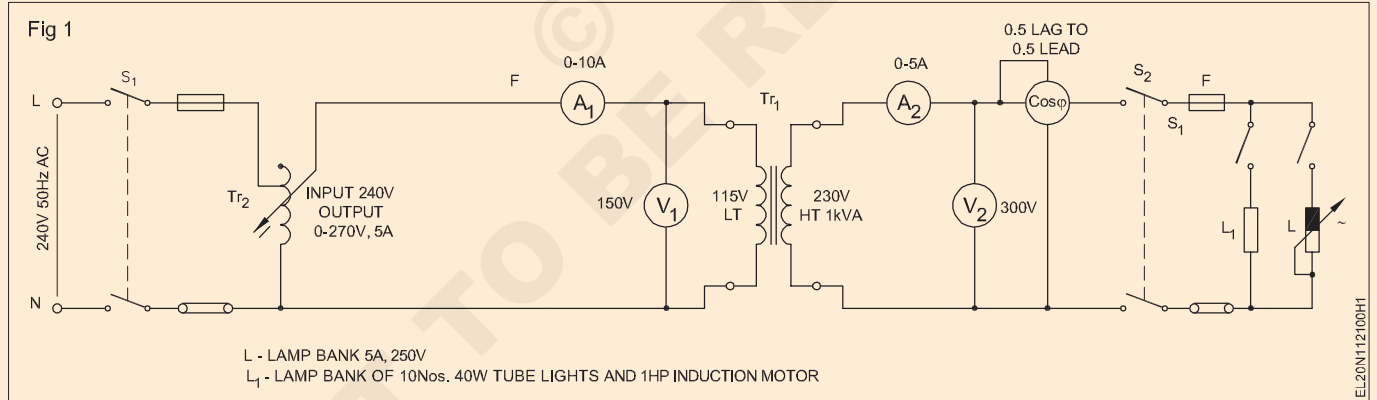 Fig 1
0.5 LAG TO
0.5 LEAD
S₁
F
0-10A
A₁
Tr₁
0-5A
A₂
Cosφ
S₂
F
S₁
L
240V 50Hz AC
N
Tr₂
INPUT 240V
OUTPUT
0-270V, 5A
150V
V₁
115V
LT
230V
HT 1kVA
V₂
300V
L₁
L
~
L - LAMP BANK 5A, 250V
L₁ - LAMP BANK OF 10Nos. 40W TUBE LIGHTS AND 1HP INDUCTION MOTOR
EL20N112100H1
©
TO BE RE